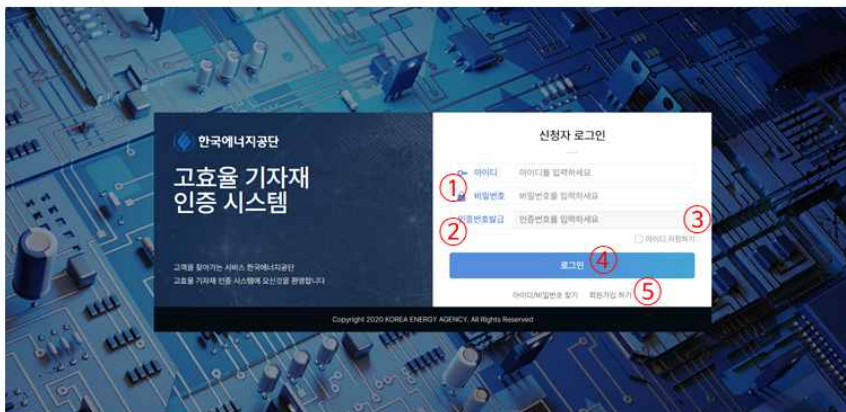 한국에너지공단
고효율 기자재
인증 시스템
고객을 찾아가는 서비스 한국에너지공단
고효율 기자재 인증 시스템에 오신것을 환영합니다
신청자 로그인
아이디 아이디를 입력하세요
① 비밀번호 비밀번호를 입력하세요
② 인증번호발급 인증번호를 입력하세요 ③
아이디 저장하기
로그인 ④
아이디/비밀번호 찾기 회원가입 하기 ⑤
Copyright 2020 KOREA ENERGY AGENCY. All Rights Reserved